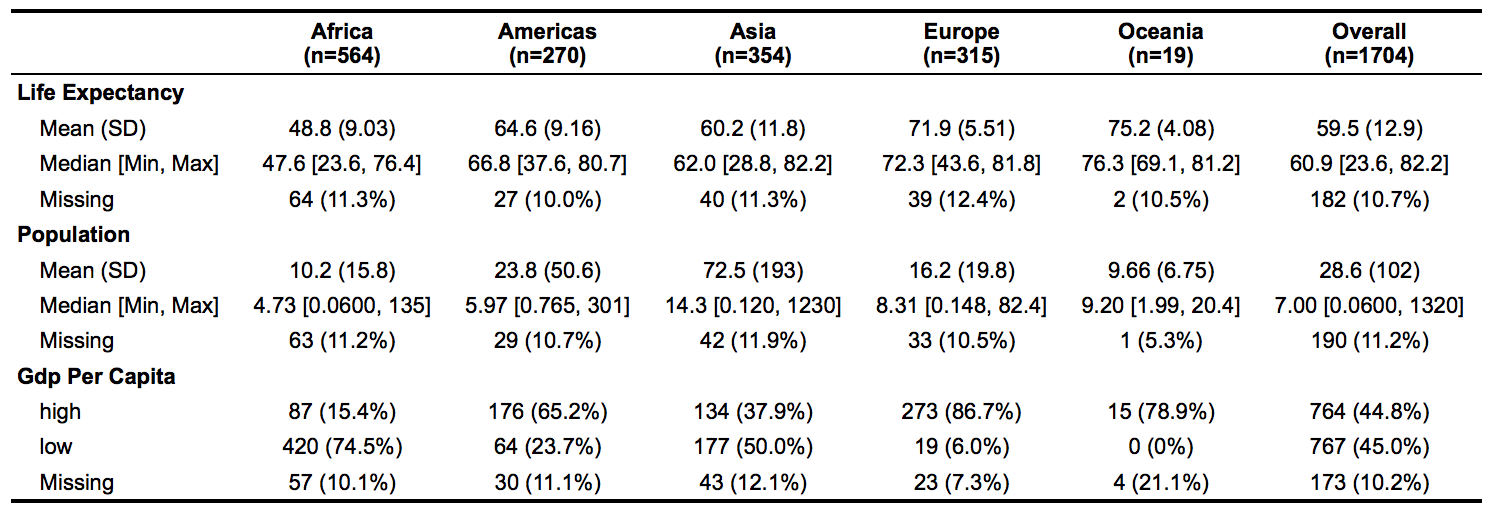 Africa Americas Asia Europe Oceania Overall
(n=564) (n=270) (n=354) (n=315) (n=19) (n=1704)
Life Expectancy
Mean (SD) 48.8 (9.03) 64.6 (9.16) 60.2 (11.8) 71.9 (5.51) 75.2 (4.08) 59.5 (12.9)
Median [Min, Max] 47.6 [23.6, 76.4] 66.8 [37.6, 80.7] 62.0 [28.8, 82.2] 72.3 [43.6, 81.8] 76.3 [69.1, 81.2] 60.9 [23.6, 82.2]
Missing 64 (11.3%) 27 (10.0%) 40 (11.3%) 39 (12.4%) 2 (10.5%) 182 (10.7%)
Population
Mean (SD) 10.2 (15.8) 23.8 (50.6) 72.5 (193) 16.2 (19.8) 9.66 (6.75) 28.6 (102)
Median [Min, Max] 4.73 [0.0600, 135] 5.97 [0.765, 301] 14.3 [0.120, 1230] 8.31 [0.148, 82.4] 9.20 [1.99, 20.4] 7.00 [0.0600, 1320]
Missing 63 (11.2%) 29 (10.7%) 42 (11.9%) 33 (10.5%) 1 (5.3%) 190 (11.2%)
Gdp Per Capita
high 87 (15.4%) 176 (65.2%) 134 (37.9%) 273 (86.7%) 15 (78.9%) 764 (44.8%)
low 420 (74.5%) 64 (23.7%) 177 (50.0%) 19 (6.0%) 0 (0%) 767 (45.0%)
Missing 57 (10.1%) 30 (11.1%) 43 (12.1%) 23 (7.3%) 4 (21.1%) 173 (10.2%)